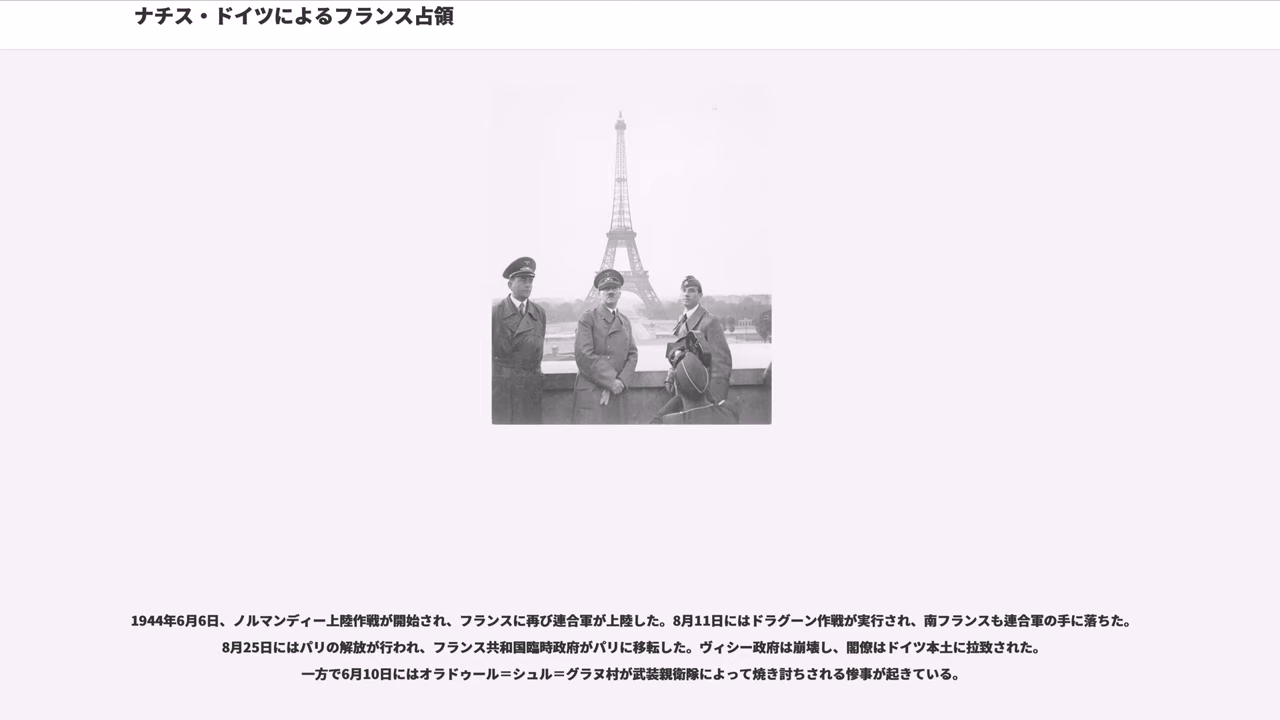 ナチス・ドイツによるフランス占領
1944年6月6日、ノルマンディー上陸作戦が開始され、フランスに再び連合軍が上陸した。8月11日にはドラグーン作戦が実行され、南フランスも連合軍の手に落ちた。
8月25日にはパリの解放が行われ、フランス共和国臨時政府がパリに移転した。ヴィシー政府は崩壊し、閣僚はドイツ本土に拉致された。
一方で6月10日にはオラドゥール＝シュル＝グラヌ村が武装親衛隊によって焼き討ちされる惨事が起きている。